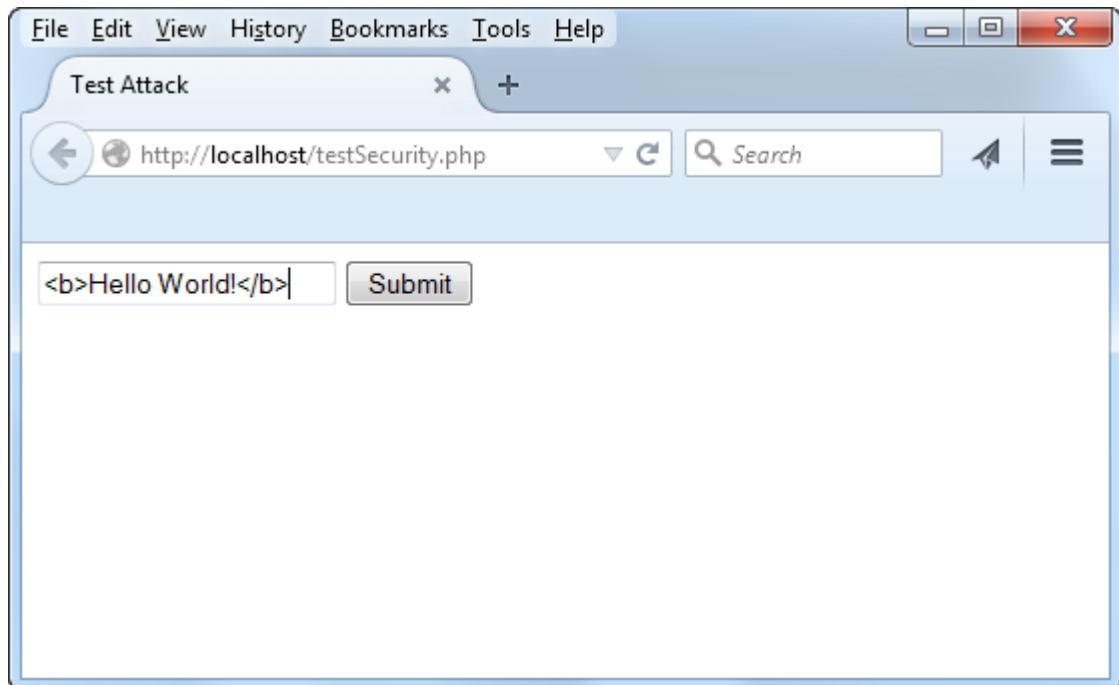 File Edit View History Bookmarks Tools Help
Test Attack
http://localhost/testSecurity.php Search
<b>Hello World!</b> Submit